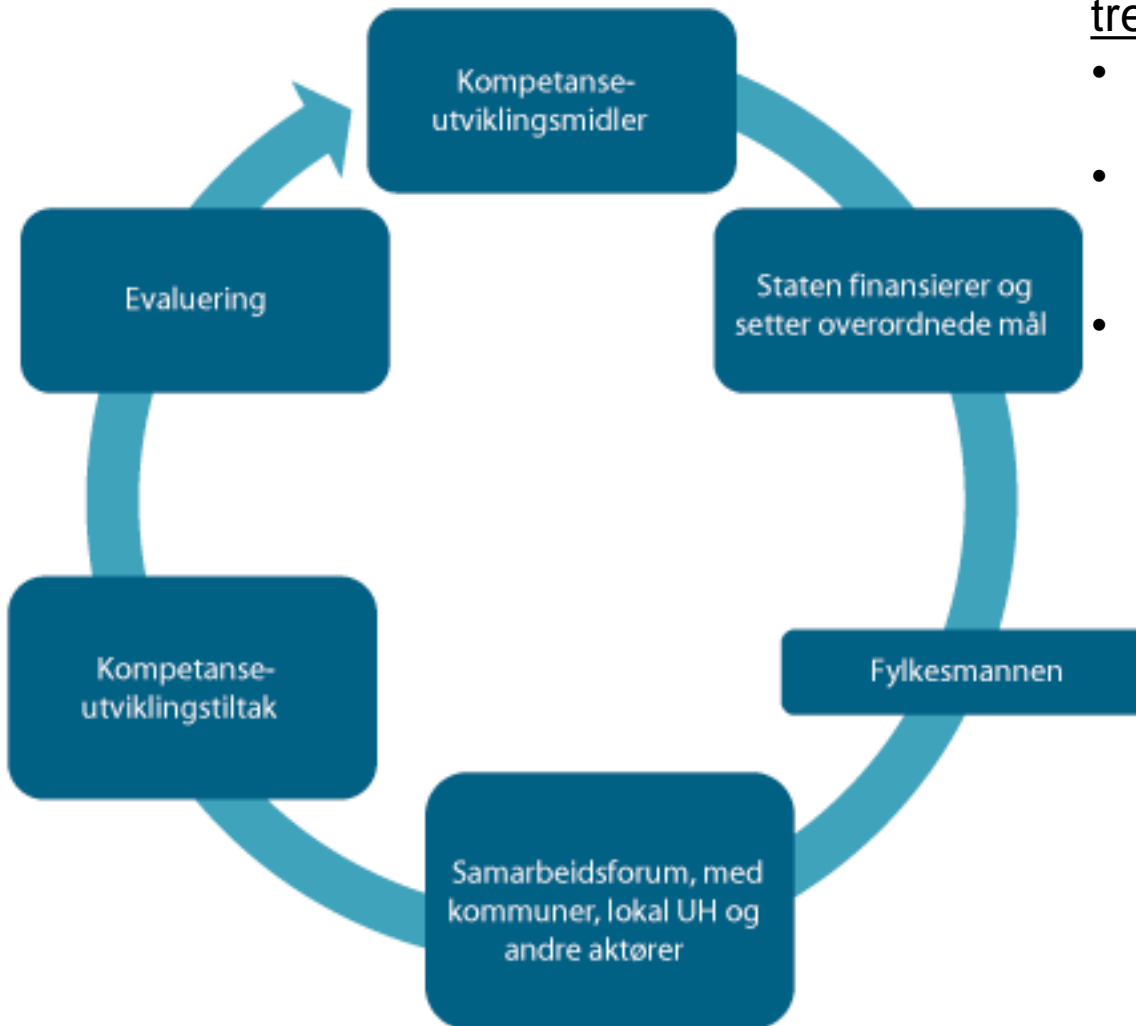 tre
Kompetanse-
utviklingsmidler
Staten finansierer og
setter overordnede mål
Fylkesmannen
Samarbeidsforum, med
kommuner, lokal UH og
andre aktører
Kompetanse-
utviklingstiltak
Evaluering